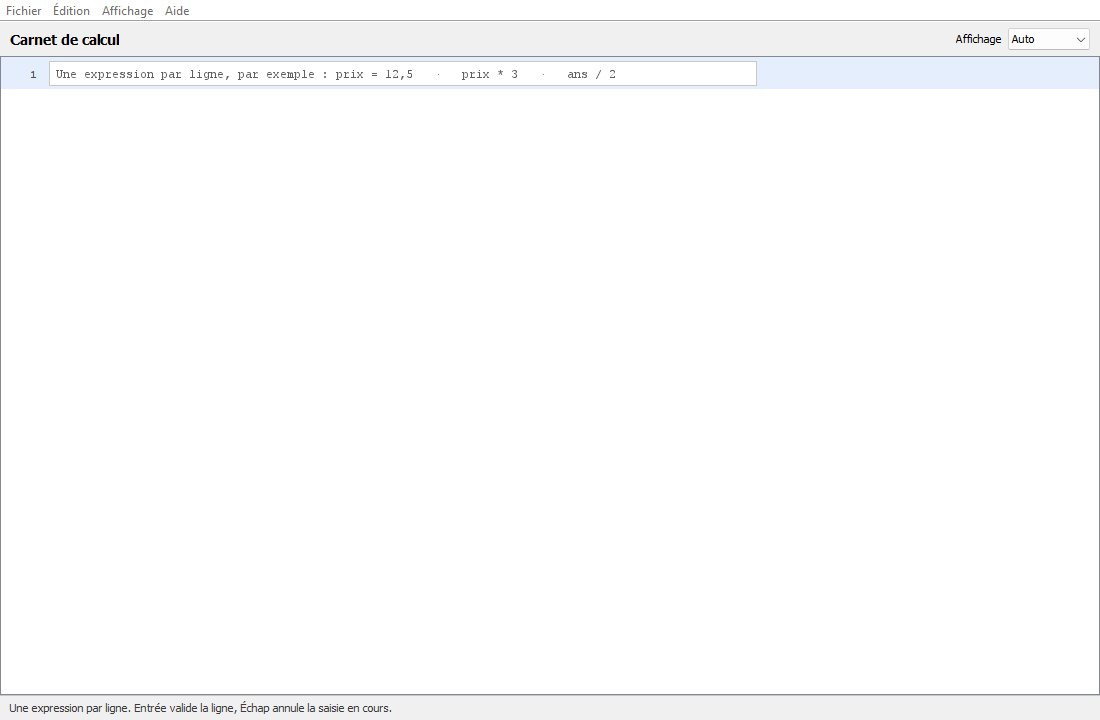 Fichier Édition Affichage Aide
Carnet de calcul Affichage Auto
1 Une expression par ligne, par exemple : prix = 12,5 · prix * 3 · ans / 2
Une expression par ligne. Entrée valide la ligne, Échap annule la saisie en cours.